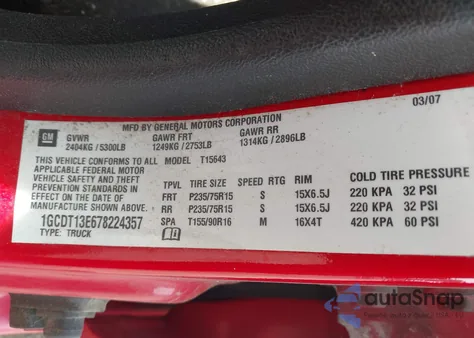 03/07
MFD BY GENERAL MOTORS CORPORATION
GM GVWR GAWR FRT GAWR RR
2404KG / 5300LB 1249KG / 2753LB 1314KG / 2896LB
THIS VEHICLE CONFORMS TO ALL MODEL T15643
APPLICABLE FEDERAL MOTOR
VEHICLE SAFETY AND THEFT
PREVENTION STANDARDS IN
EFFECT ON THE DATE OF
MANUFACTURE SHOWN ABOVE.
1GCDT13E678224357
TYPE: TRUCK
TPVL TIRE SIZE SPEED RTG RIM COLD TIRE PRESSURE
FRT P235/75R15 S 15X6.5J 220 KPA 32 PSI
RR P235/75R15 S 15X6.5J 220 KPA 32 PSI
SPA T155/90R16 M 16X4T 420 KPA 60 PSI
autoSnap